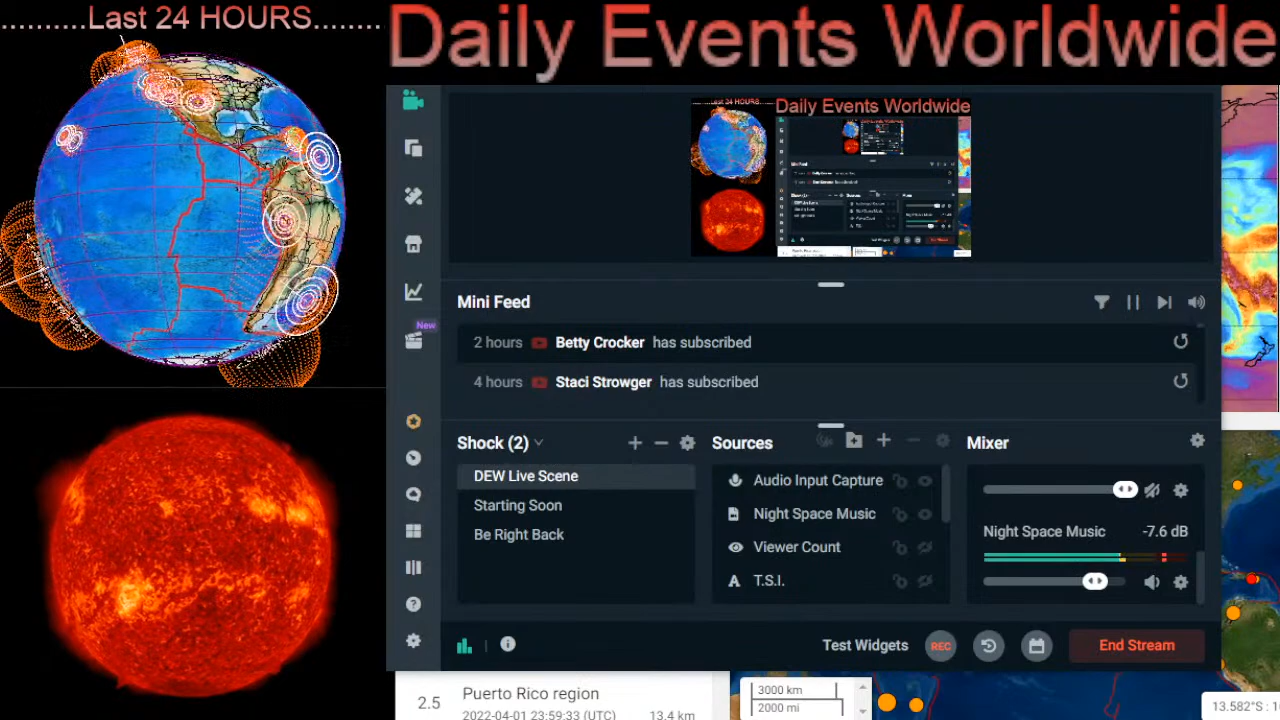 ..........Last 24 HOURS........
Daily Events Worldwide
Last 24 HOURS
Daily Events Worldwide
Mini Feed
2 hours Betty Crocker has subscribed
4 hours Staci Strowger has subscribed
New
Shock (2)
DEW Live Scene
Starting Soon
Be Right Back
Sources
Audio Input Capture
Night Space Music
Viewer Count
A T.S.I.
Mixer
Night Space Music -7.6 dB
Test Widgets
REC
End Stream
2.5
Puerto Rico region
2022-04-01 23:59:33 (UTC) 13.4 km
3000 km
2000 mi
13.582°S : 1